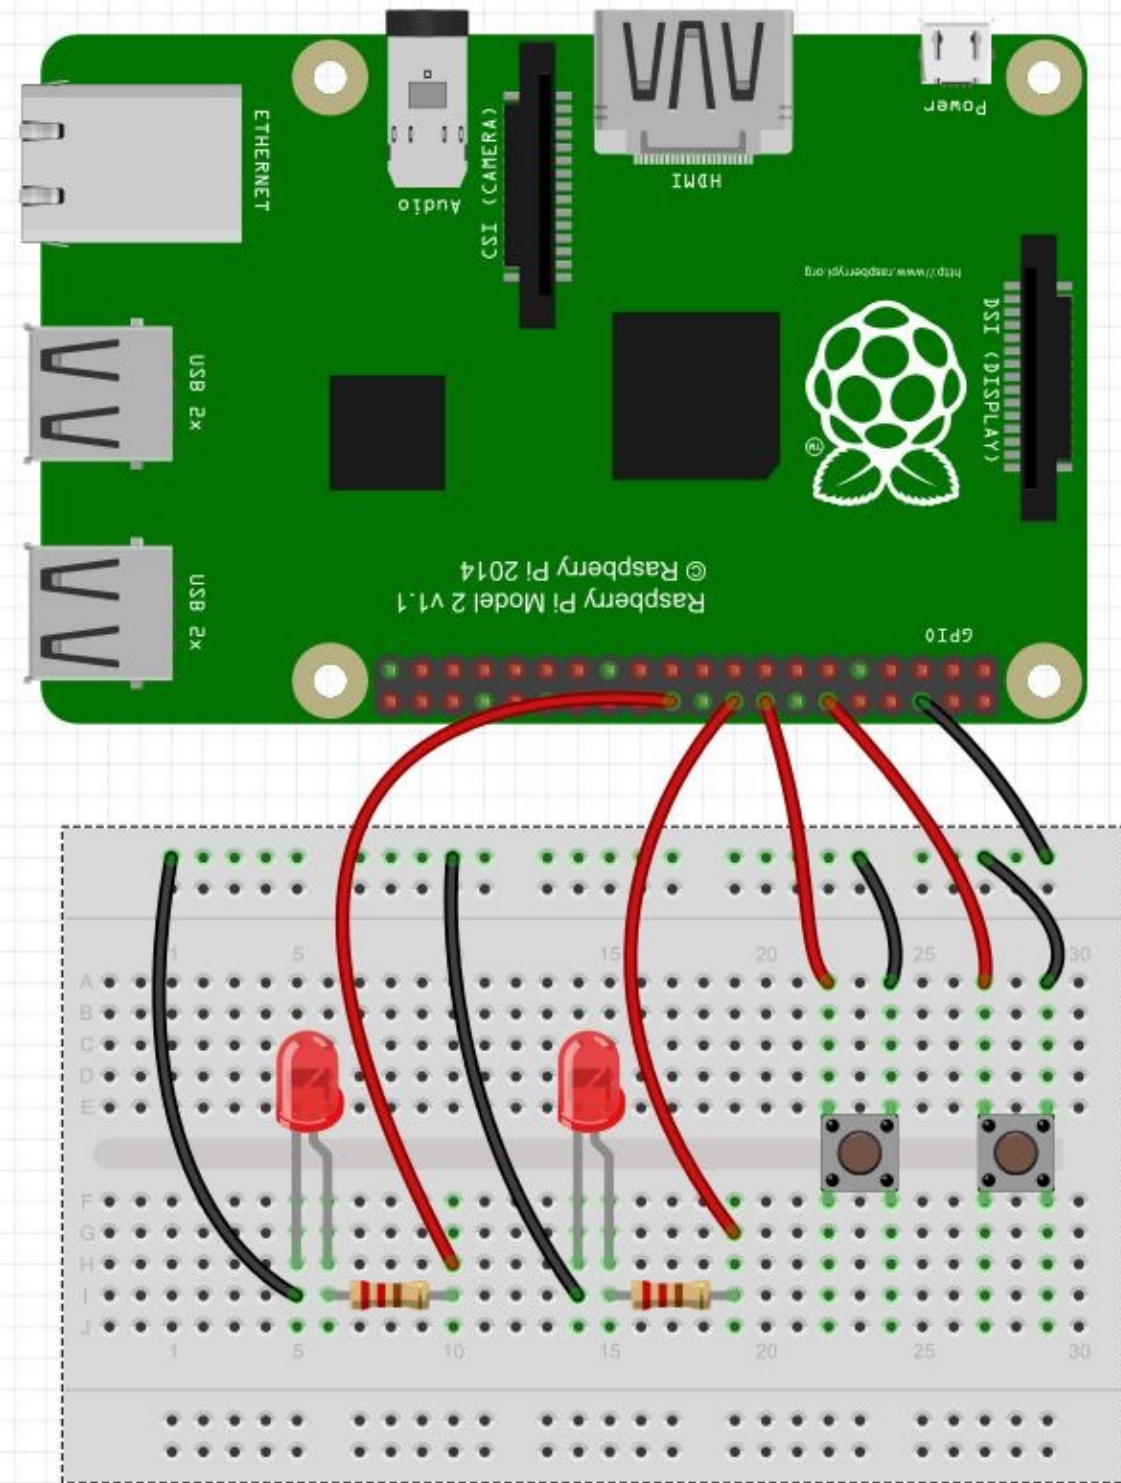 Power
ETHERNET
Audio
CSI (CAMERA)
HDMI
http://www.raspberrypi.org
DSI (DISPLAY)
TM
USB 2x
© Raspberry Pi 2014
Raspberry Pi Model 2 v1.1
USB 2x
GPIO
1 5 15 20 25 30
A
B
C
D
E
F
G
H
I
J
1 5 10 15 20 25 30